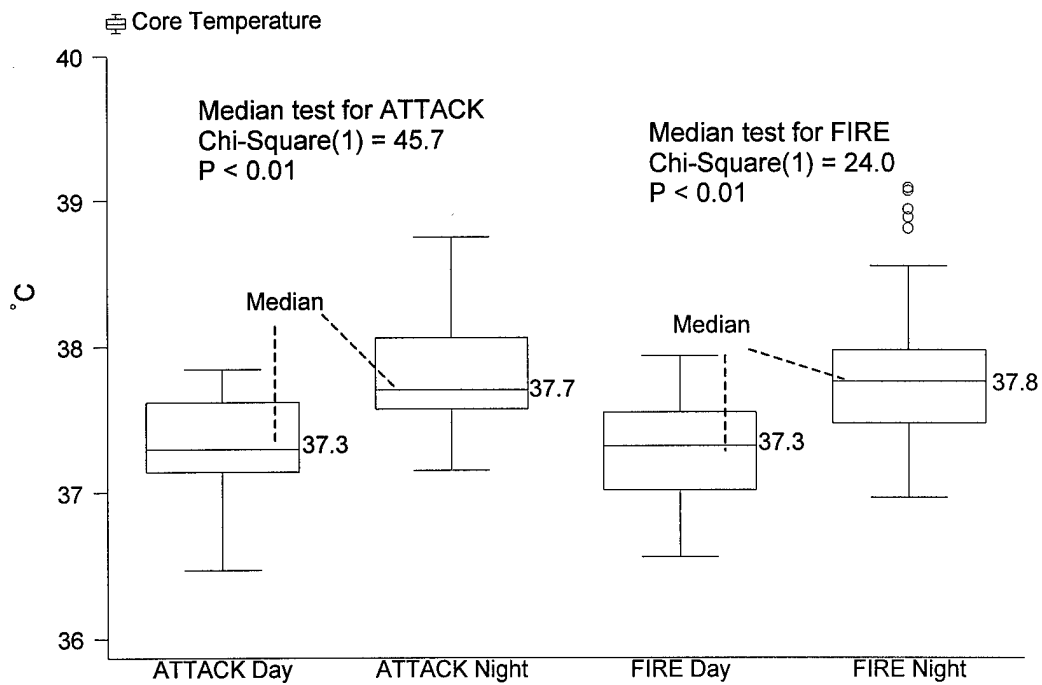 Core Temperature
40
39
38
37
36
°C
Median test for ATTACK
Chi-Square(1) = 45.7
P < 0.01
Median test for FIRE
Chi-Square(1) = 24.0
P < 0.01
Median
Median
37.3
37.7
37.3
37.8
ATTACK Day
ATTACK Night
FIRE Day
FIRE Night